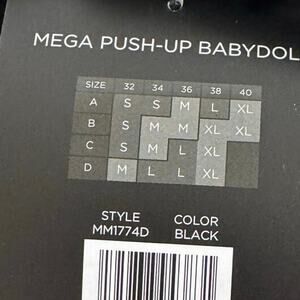 MEGA PUSH-UP BABYDOL
SIZE 32 34 36 38 40
A S S M L XL
B S M M XL XL
C S M L XL
D M L L XL
STYLE COLOR
MM1774D BLACK